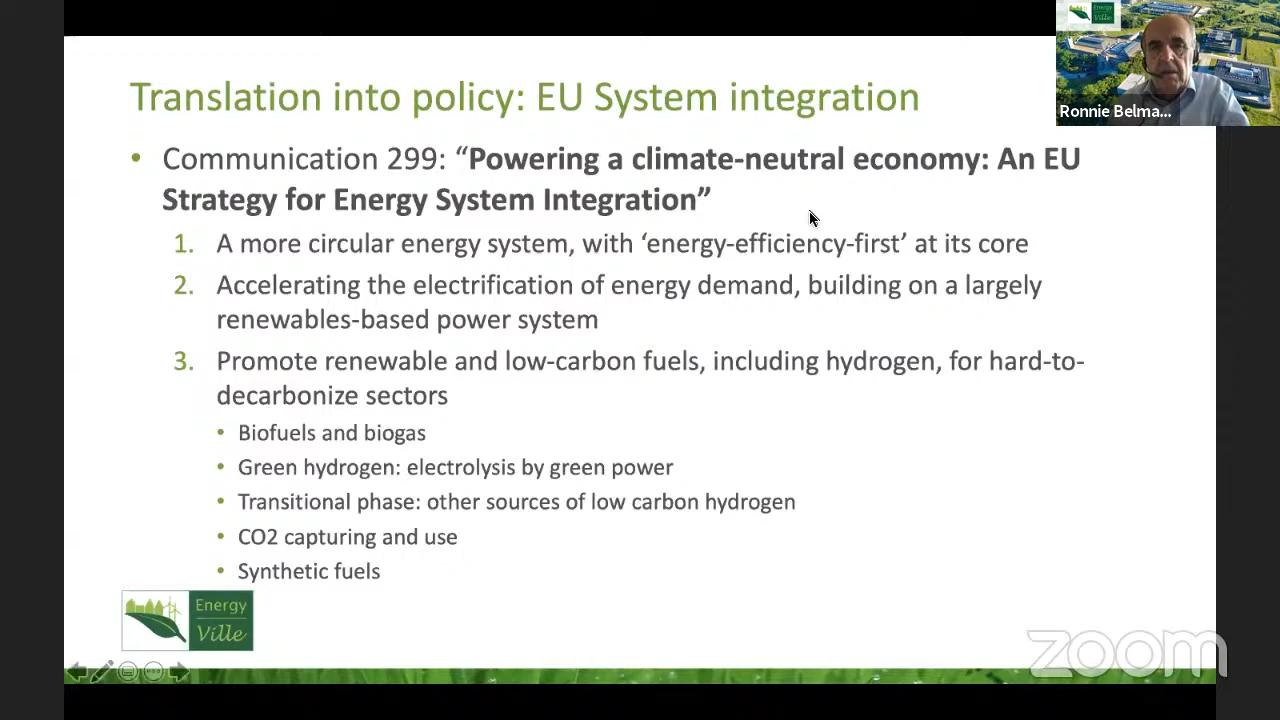 Energy
Ville
Ronnie Belma...
Translation into policy: EU System integration
• Communication 299: “Powering a climate-neutral economy: An EU
Strategy for Energy System Integration”
1. A more circular energy system, with ‘energy-efficiency-first’ at its core
2. Accelerating the electrification of energy demand, building on a largely
renewables-based power system
3. Promote renewable and low-carbon fuels, including hydrogen, for hard-to-
decarbonize sectors
• Biofuels and biogas
• Green hydrogen: electrolysis by green power
• Transitional phase: other sources of low carbon hydrogen
• CO2 capturing and use
• Synthetic fuels
Energy
Ville
zoom